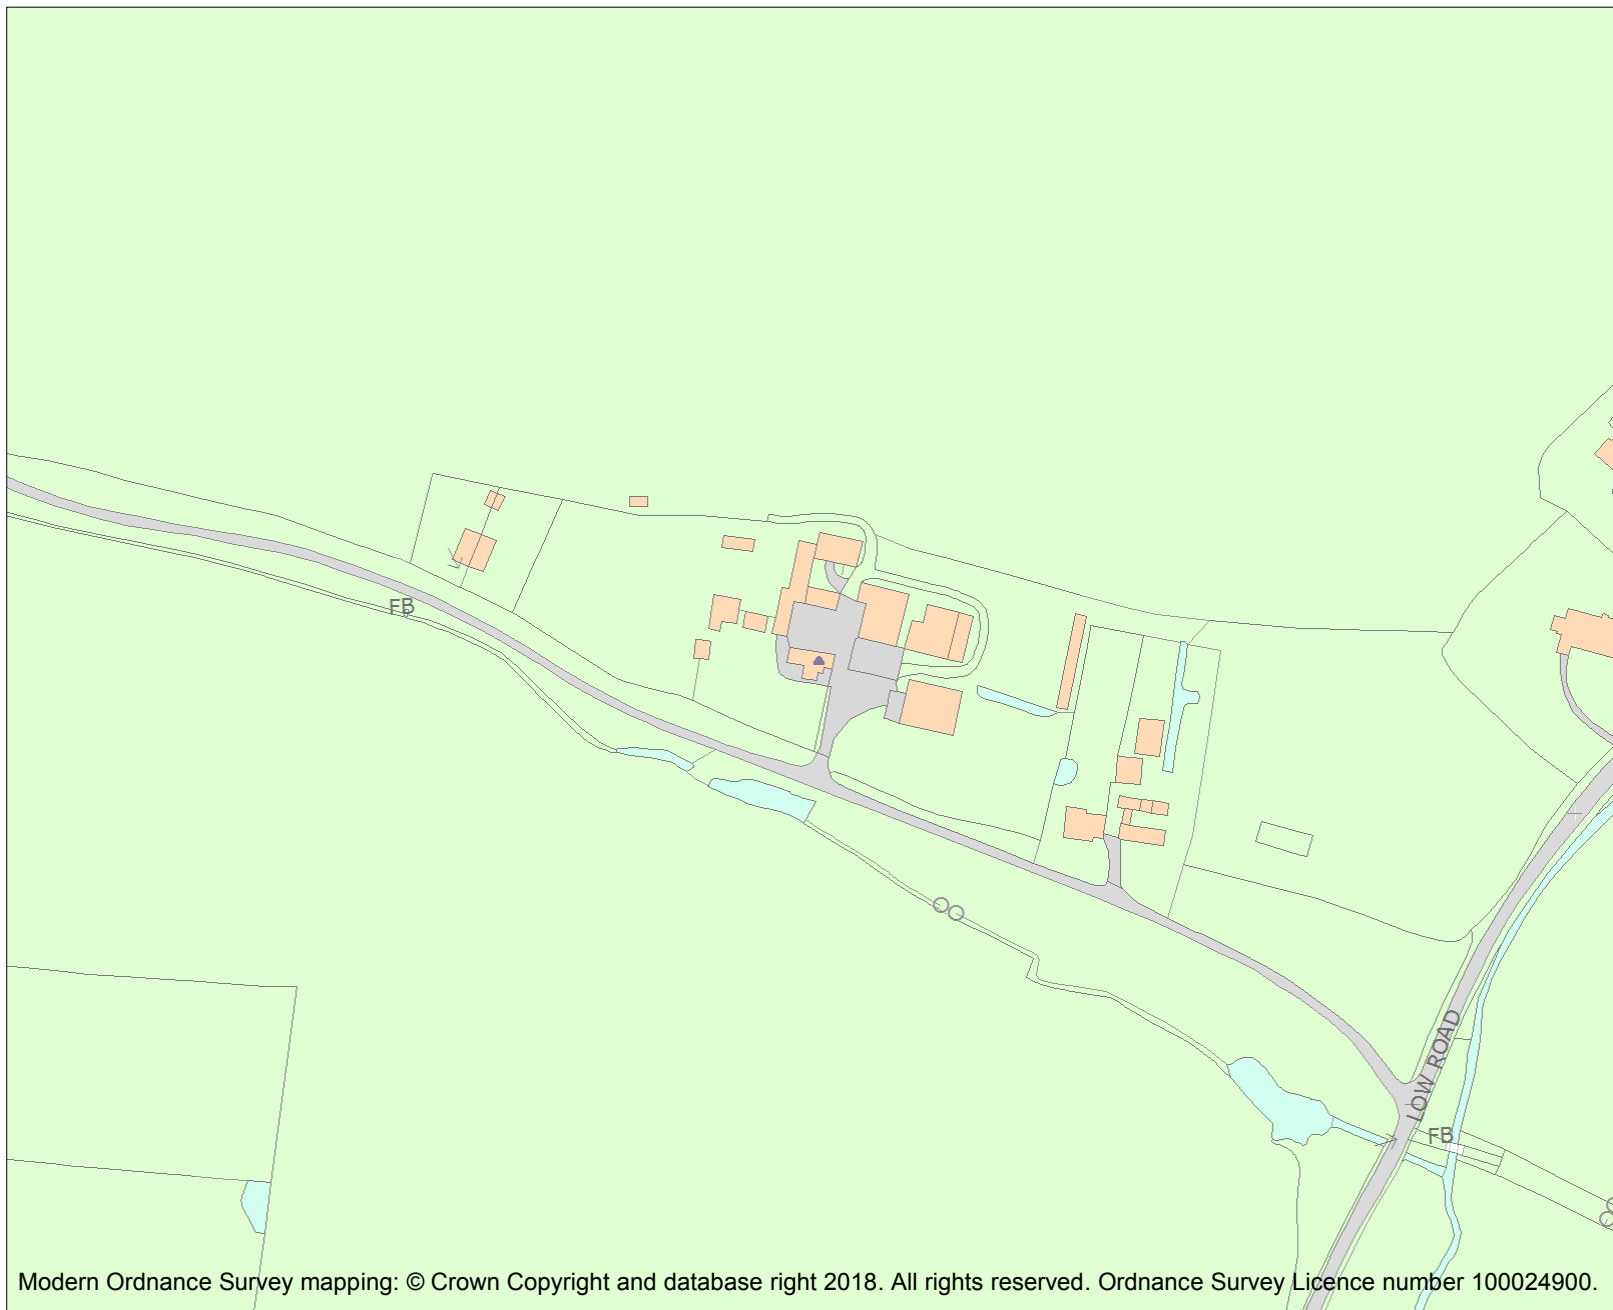 FB
LOW ROAD
FB
Modern Ordnance Survey mapping: © Crown Copyright and database right 2018. All rights reserved. Ordnance Survey Licence number 100024900.